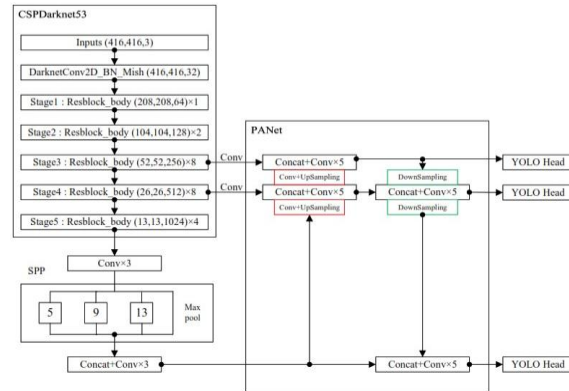 CSPDarknet53
Inputs (416,416,3)
DarknetConv2D_BN_Mish (416,416,32)
Stage1 : Resblock_body (208,208,64)×1
Stage2 : Resblock_body (104,104,128)×2
Stage3 : Resblock_body (52,52,256)×8
Stage4 : Resblock_body (26,26,512)×8
Stage5 : Resblock_body (13,13,1024)×4
Conv
Conv
PANet
Concat+Conv×5
YOLO Head
Conv+UpSampling
DownSampling
Concat+Conv×5
Concat+Conv×5
YOLO Head
Conv+UpSampling
DownSampling
Conv×3
SPP
5
9
13
Max
pool
Concat+Conv×3
Concat+Conv×5
YOLO Head